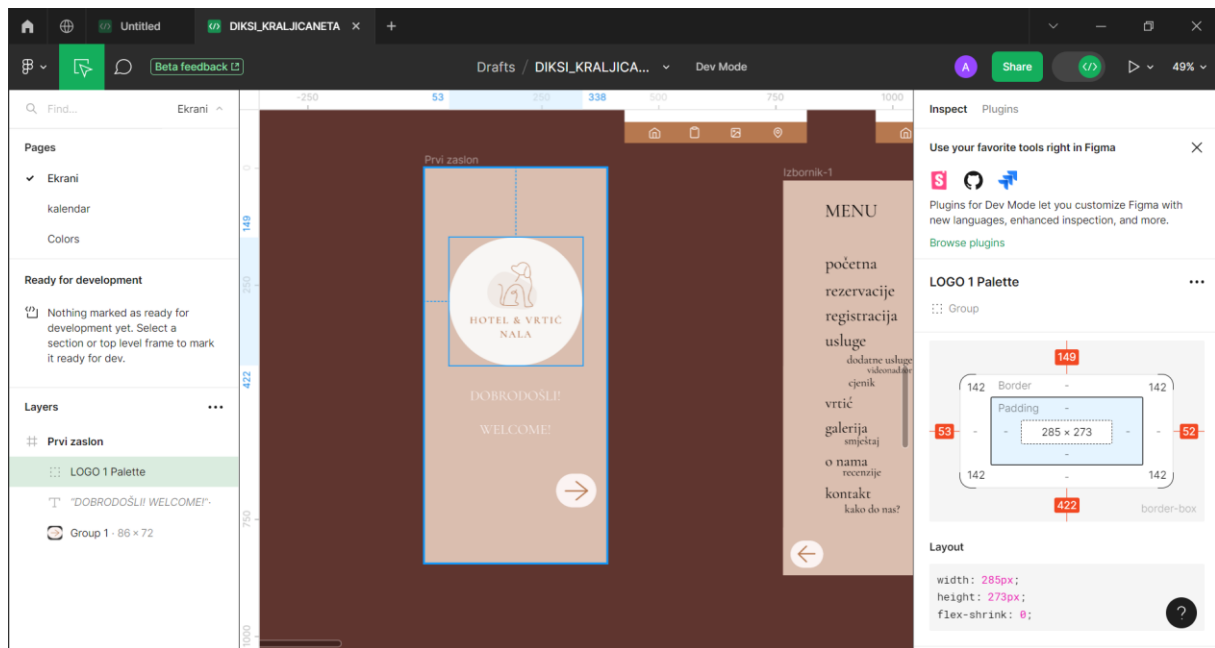 Untitled
DIKSI_KRALJICANETA
Beta feedback
Drafts / DIKSI_KRALJICA...
Dev Mode
A
Share
49%
Find...
Ekrani
Pages
Ekrani
kalendar
Colors
Ready for development
Nothing marked as ready for
development yet. Select a
section or top level frame to mark
it ready for dev.
Layers
Prvi zaslon
LOGO 1 Palette
"DOBRODOŠLI! WELCOME!"-
Group 1 · 86 × 72
-250
53
250
338
500
750
1000
0
149
250
422
750
1000
Prvi zaslon
HOTEL & VRTIĆ
NALA
DOBRODOŠLI!
WELCOME!
Izbornik-1
MENU
početna
rezervacije
registracija
usluge
dodatne usluge
videonadzor
cjenik
vrtić
galerija
smještaj
o nama
recenzije
kontakt
kako do nas?
Inspect
Plugins
Use your favorite tools right in Figma
Plugins for Dev Mode let you customize Figma with
new languages, enhanced inspection, and more.
Browse plugins
LOGO 1 Palette
Group
149
142
Border
-
142
Padding
-
53
-
-
285 × 273
-
-
52
-
142
-
142
422
border-box
Layout
width: 285px;
height: 273px;
flex-shrink: 0;
?